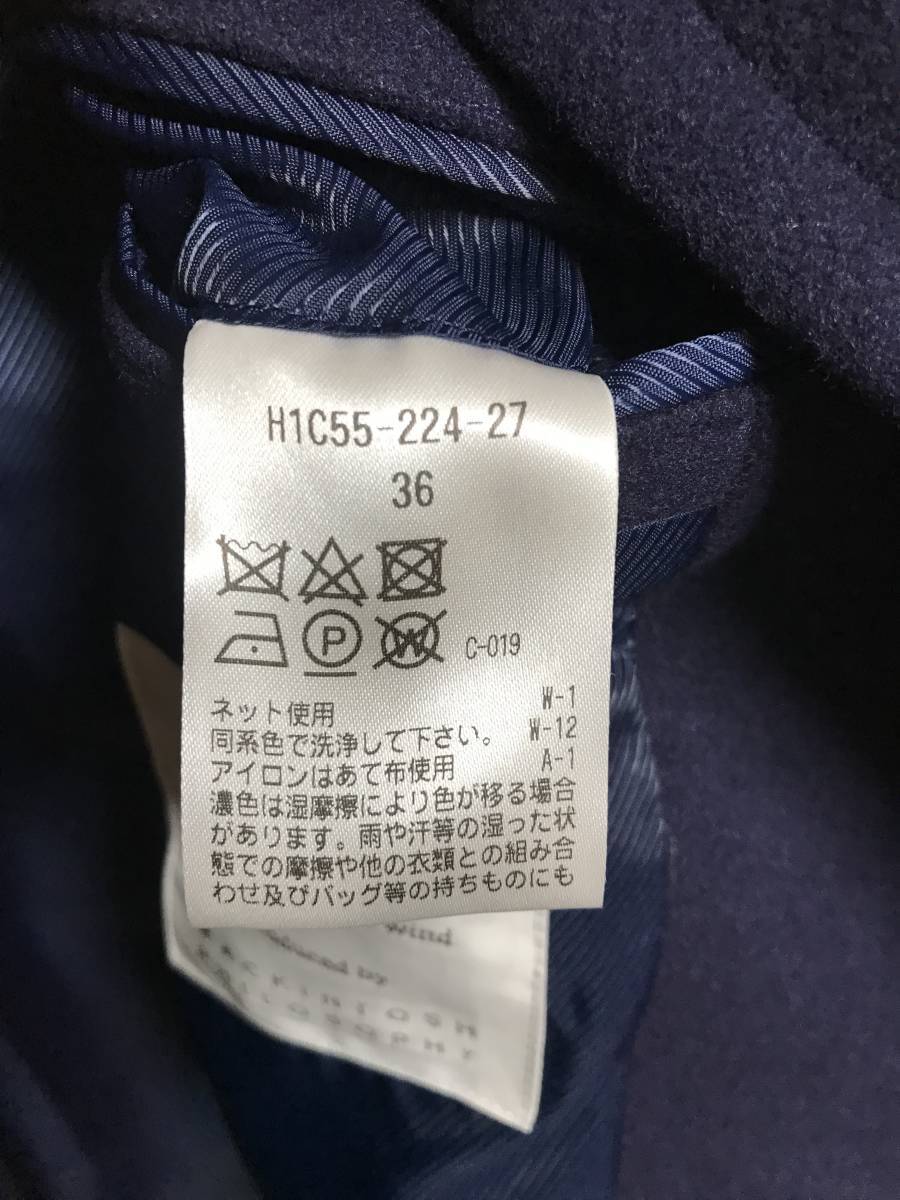 H1C55-224-27
36
P
W
C-019
ネット使用 W-1
同系色で洗浄して下さい。 W-12
アイロンはあて布使用 A-1
濃色は湿摩擦により色が移る場合
があります。雨や汗等の湿った状
態での摩擦や他の衣類との組み合
わせ及びバッグ等の持ちものにも
wind
by